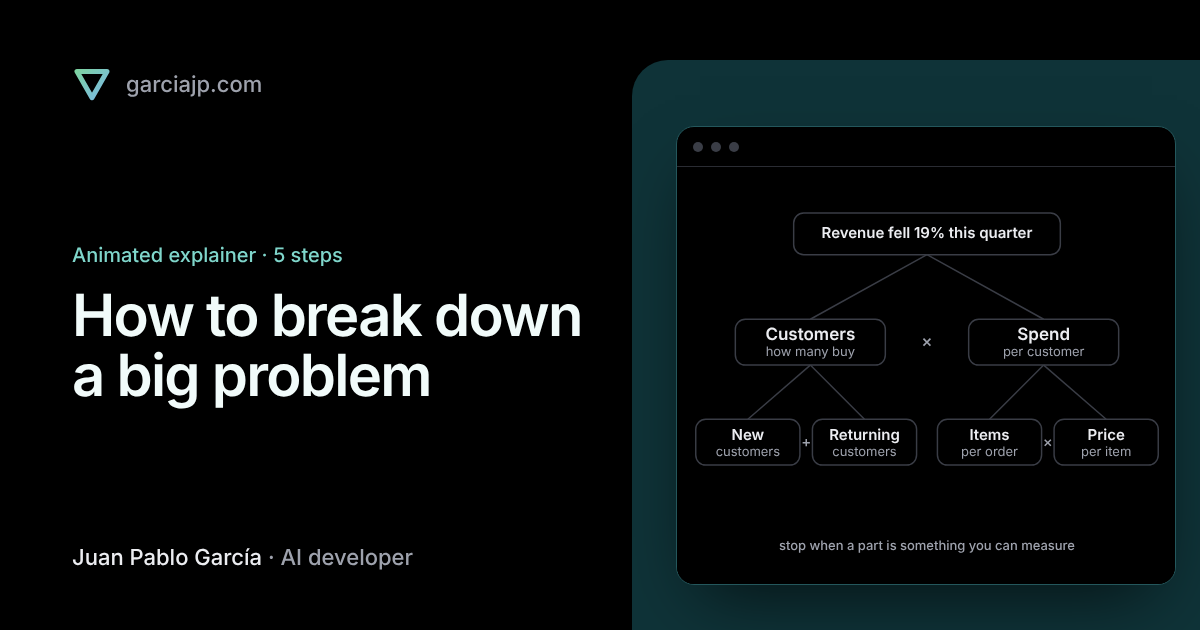 garciajp.com
Animated explainer · 5 steps
How to break down
a big problem
Juan Pablo García · AI developer
Revenue fell 19% this quarter
Customers
how many buy
×
Spend
per customer
New
customers
+
Returning
customers
Items
per order
×
Price
per item
stop when a part is something you can measure